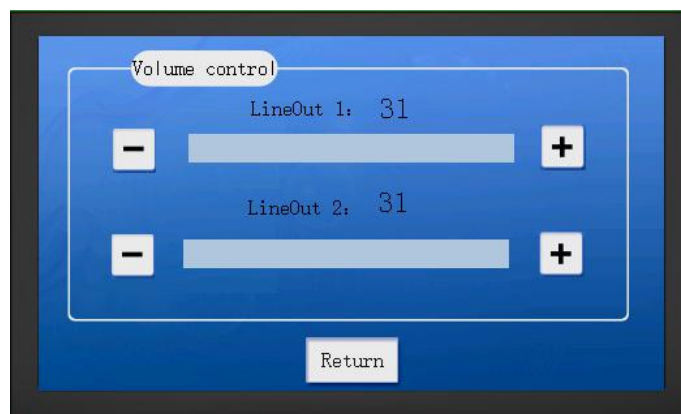 Volume control
LineOut 1: 31
− +
LineOut 2: 31
− +
Return